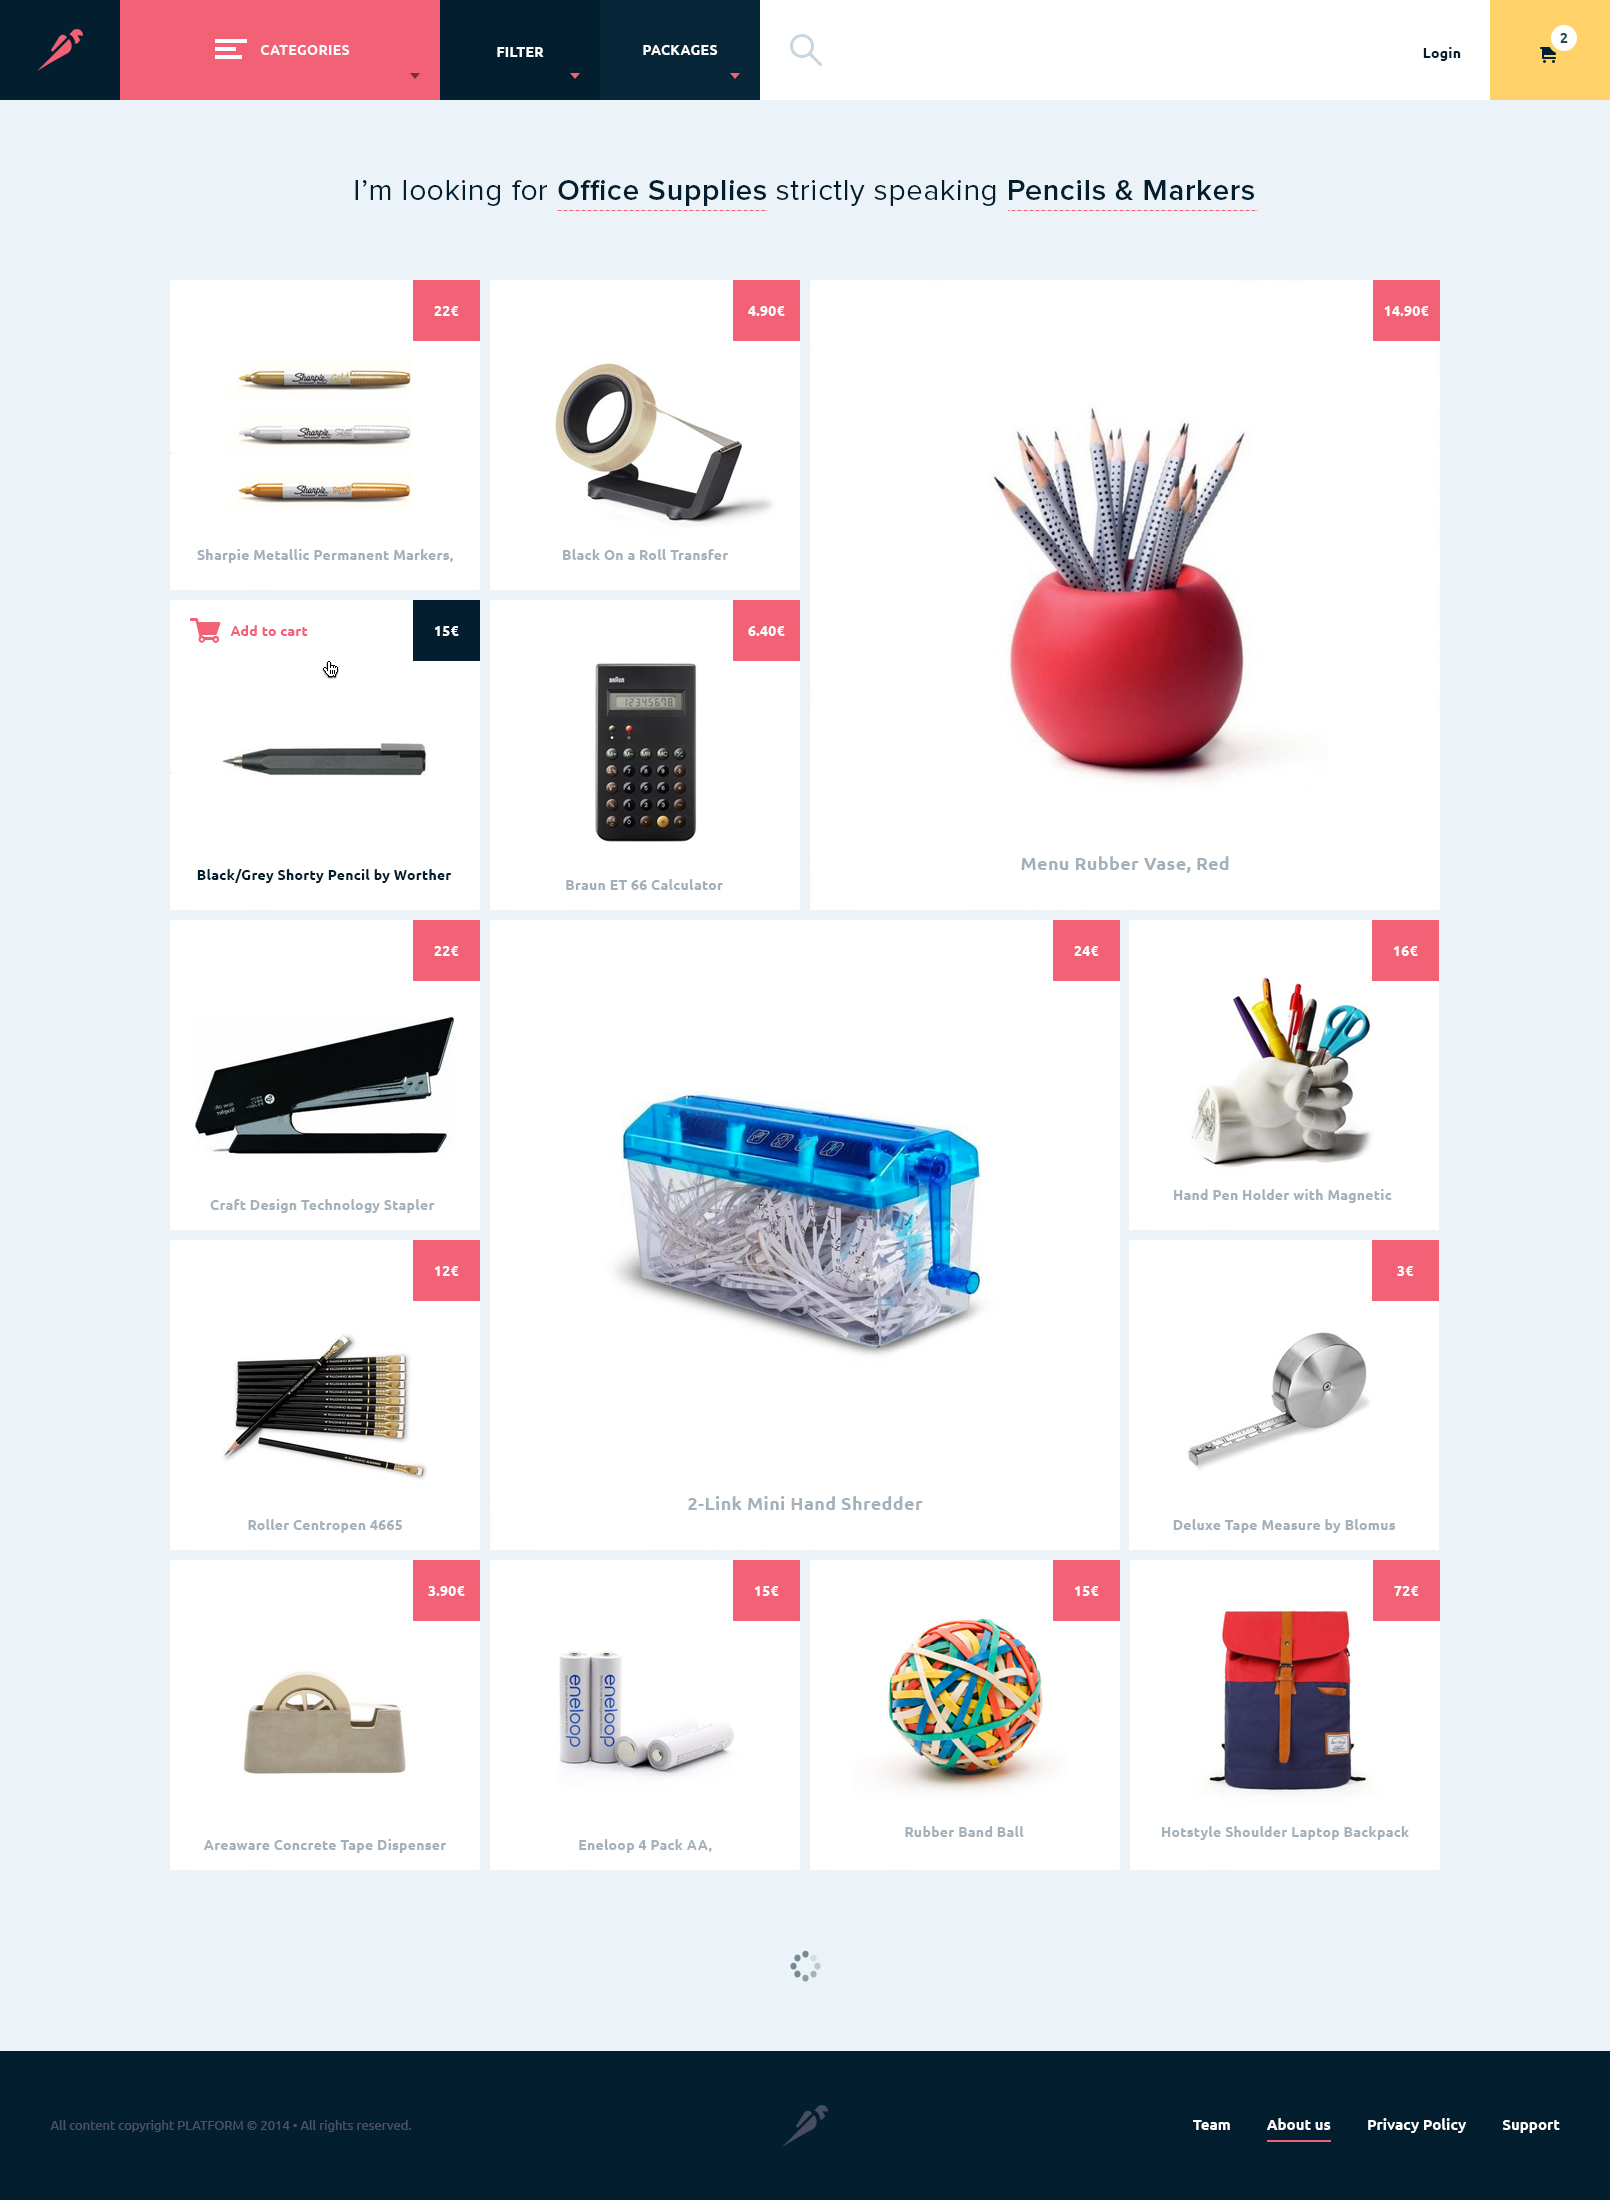 CATEGORIES
FILTER
PACKAGES
Login
2
I'm looking for Office Supplies strictly speaking Pencils & Markers
22€
4.90€
14.90€
Sharpie
Sharpie
Sharpie
Sharpie Metallic Permanent Markers,
Black On a Roll Transfer
Add to cart
15€
6.40€
BRAUN
12345678
Black/Grey Shorty Pencil by Worther
Braun ET 66 Calculator
Menu Rubber Vase, Red
22€
24€
16€
Craft Design Technology Stapler
Hand Pen Holder with Magnetic
12€
3€
Roller Centropen 4665
2-Link Mini Hand Shredder
Deluxe Tape Measure by Blomus
3.90€
15€
15€
72€
eneloop
eneloop
Areaware Concrete Tape Dispenser
Eneloop 4 Pack AA,
Rubber Band Ball
Hotstyle Shoulder Laptop Backpack
All content copyright PLATFORM © 2014 • All rights reserved.
Team
About us
Privacy Policy
Support